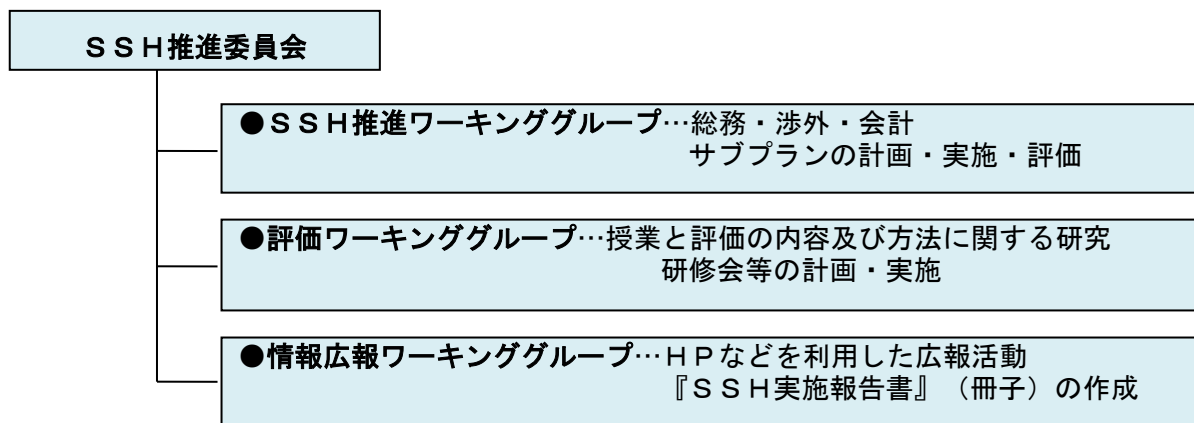 ＳＳＨ推進委員会
●ＳＳＨ推進ワーキンググループ…総務・渉外・会計
サブプランの計画・実施・評価
●評価ワーキンググループ…授業と評価の内容及び方法に関する研究
研修会等の計画・実施
●情報広報ワーキンググループ…ＨＰなどを利用した広報活動
『ＳＳＨ実施報告書』（冊子）の作成